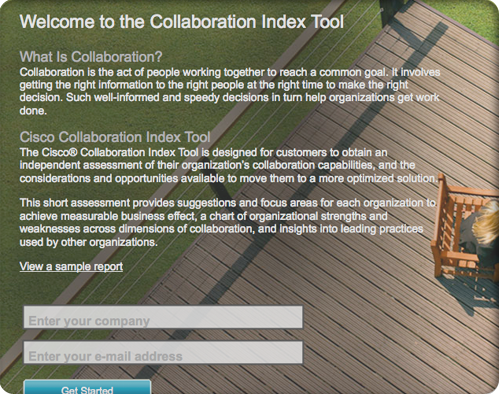 Welcome to the Collaboration Index Tool
What Is Collaboration?
Collaboration is the act of people working together to reach a common goal. It involves
getting the right information to the right people at the right time to make the right
decision. Such well-informed and speedy decisions in turn help organizations get work
done.
Cisco Collaboration Index Tool
The Cisco® Collaboration Index Tool is designed for customers to obtain an
independent assessment of their organization's collaboration capabilities, and the
considerations and opportunities available to move them to a more optimized solution.
This short assessment provides suggestions and focus areas for each organization to
achieve measurable business effect, a chart of organizational strengths and
weaknesses across dimensions of collaboration, and insights into leading practices
used by other organizations.
View a sample report
Enter your company
Enter your e-mail address
Get Started